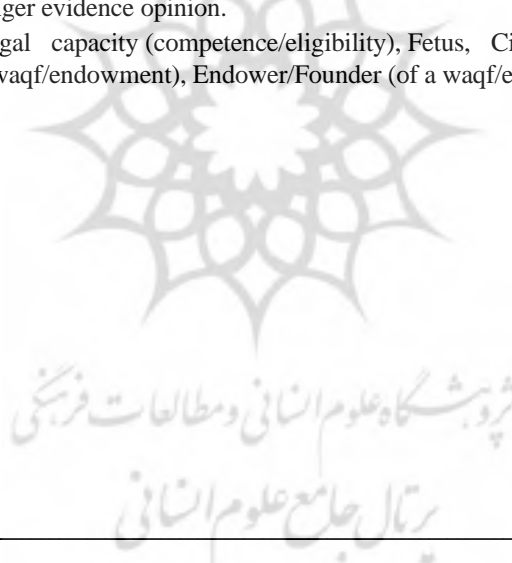 nger evidence opinion.
gal capacity (competence/eligibility), Fetus, Ci
waqf/endowment), Endower/Founder (of a waqf/e
پژوهشگاه علوم انسانی و مطالعات فرهنگی
پرتال جامع علوم انسانی